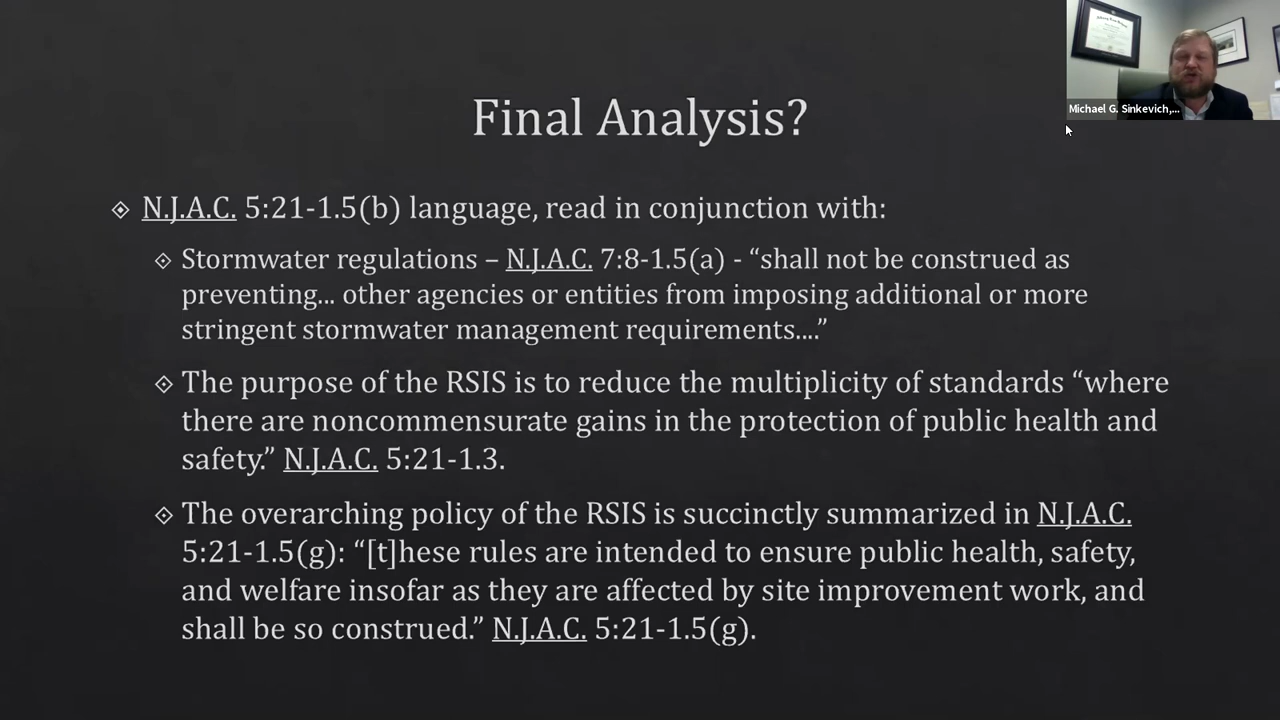 Final Analysis?
N.J.A.C. 5:21-1.5(b) language, read in conjunction with:
Stormwater regulations – N.J.A.C. 7:8-1.5(a) - “shall not be construed as
preventing... other agencies or entities from imposing additional or more
stringent stormwater management requirements....”
The purpose of the RSIS is to reduce the multiplicity of standards “where
there are noncommensurate gains in the protection of public health and
safety.” N.J.A.C. 5:21-1.3.
The overarching policy of the RSIS is succinctly summarized in N.J.A.C.
5:21-1.5(g): “[t]hese rules are intended to ensure public health, safety,
and welfare insofar as they are affected by site improvement work, and
shall be so construed.” N.J.A.C. 5:21-1.5(g).
Michael G. Sinkevich,...